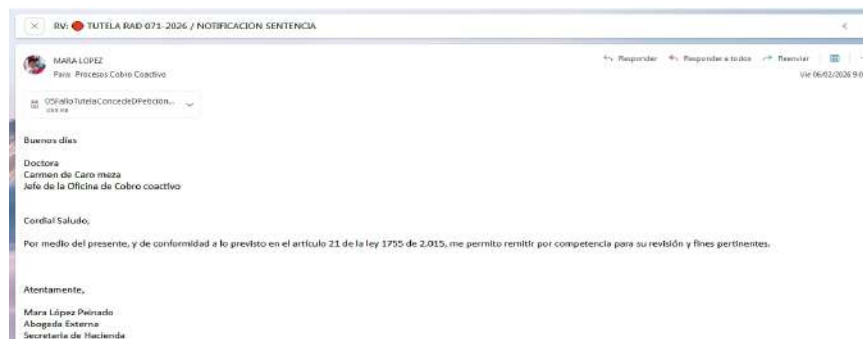 RV: 🔴 TUTELA RAD 071-2026 / NOTIFICACION SENTENCIA
MARA LOPEZ
Para: Procesos Cobro Coactivo
Responder Responder a todos Reenviar
Vie 06/02/2026 9:0
05FalloTutelaConcedeDPeticion...
Buenos días
Doctora
Carmen de Caro meza
Jefe de la Oficina de Cobro coactivo
Cordial Saludo,
Por medio del presente, y de conformidad a lo previsto en el artículo 21 de la ley 1755 de 2.015, me permito remitir por competencia para su revisión y fines pertinentes.
Atentamente,
Mara López Peinado
Abogada Externa
Secretaria de Hacienda